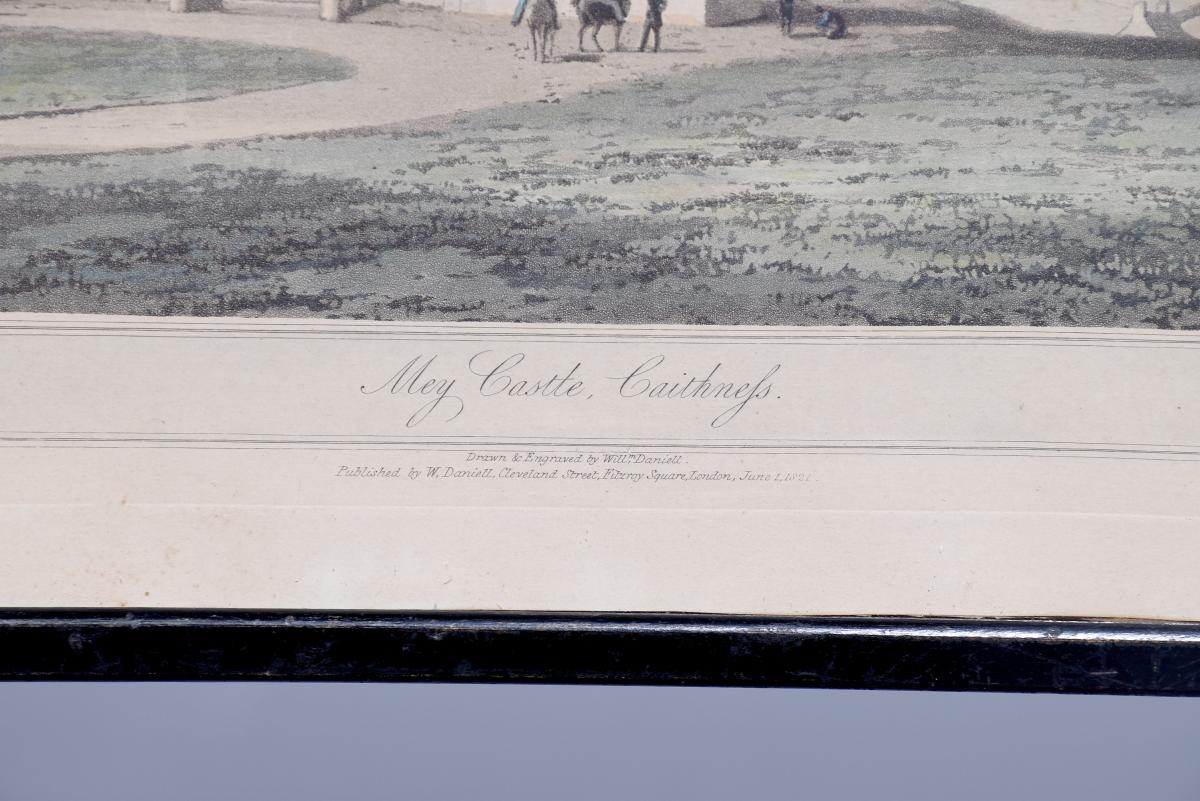 Mey Castle, Caithneſs.
Drawn & Engraved by Willm. Daniell.
Published by W. Daniell, Cleveland Street, Fitzroy Square, London, June 1, 1821.